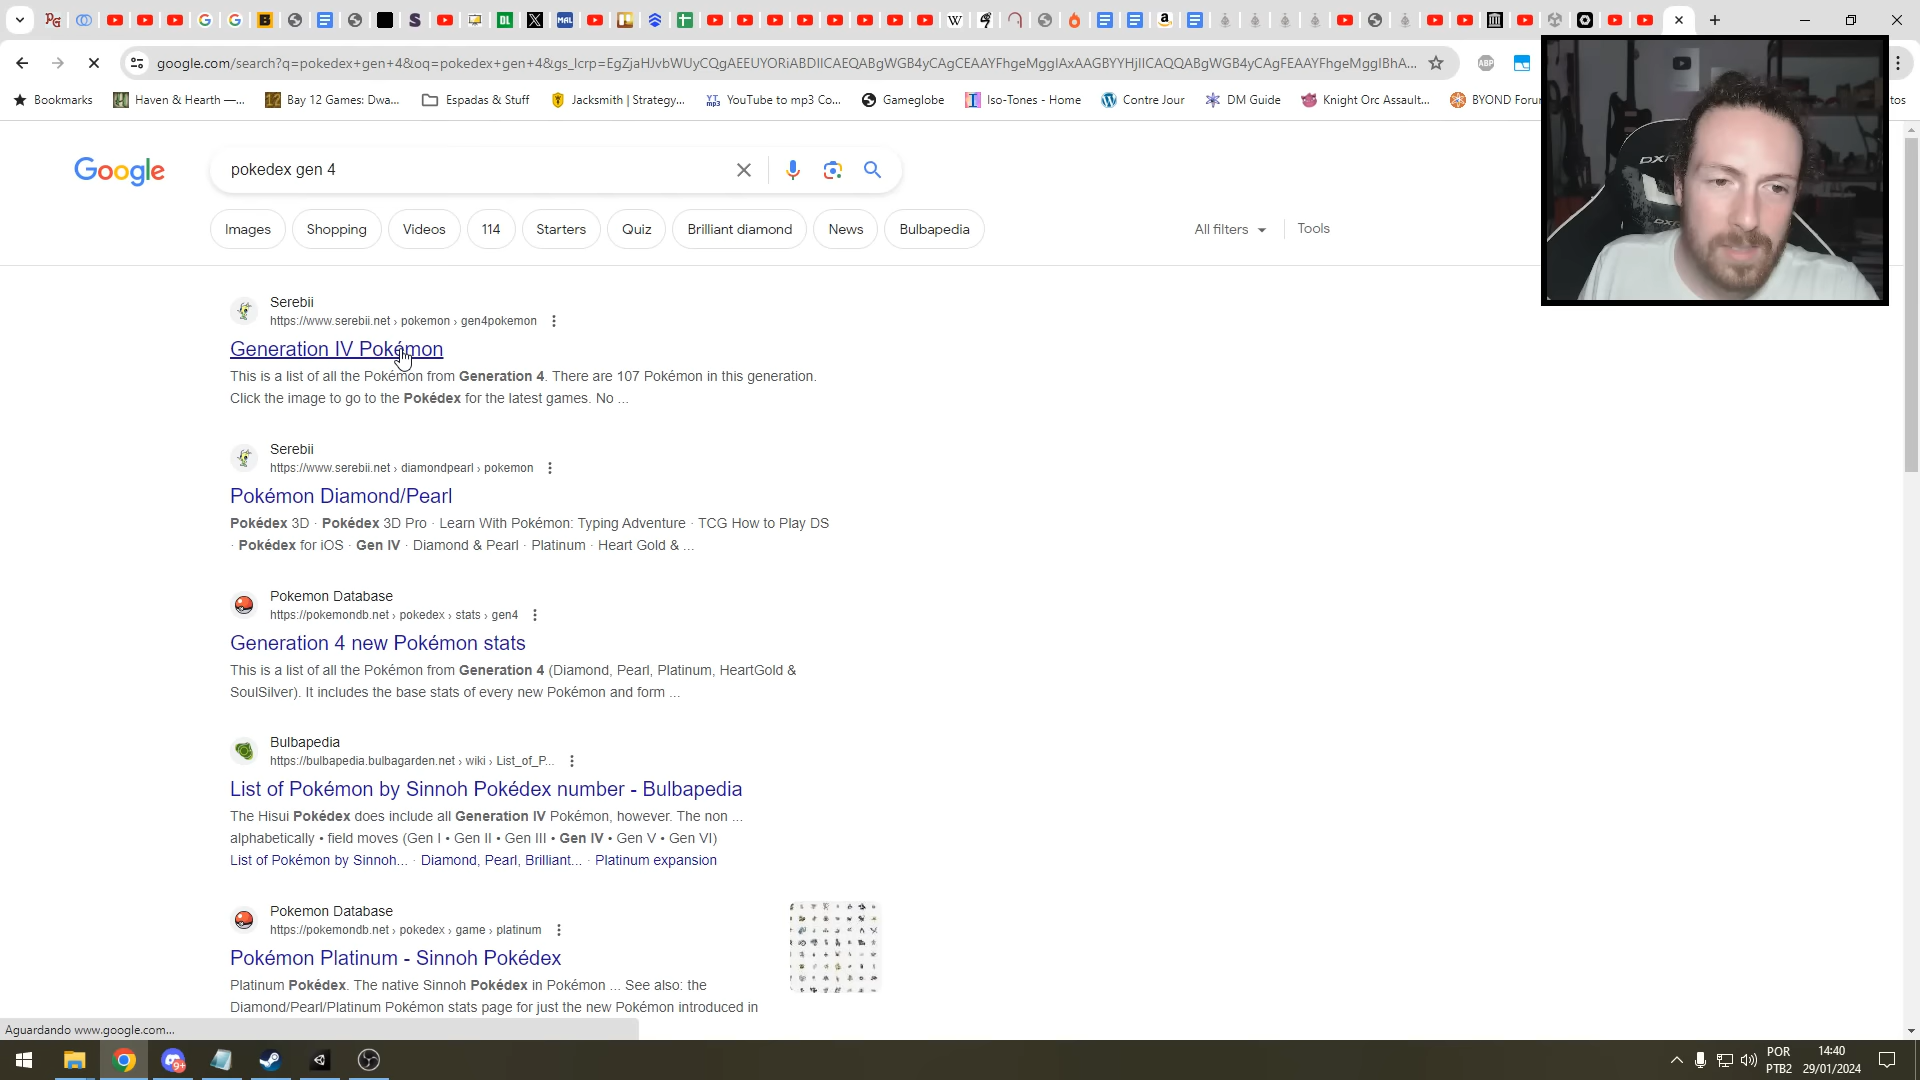 google.com/search?q=pokedex+gen+4&oq=pokedex+gen+4&gs_lcrp=EgZjaHJvbWUyCQgAEEUYORiABDIICAEQABgWGB4yCAgCEAAYFhgeMggIAxAAGBYYHjIICAQQABgWGB4yCAgFEAAYFhgeMggIBhA...
Bookmarks
Haven & Hearth —...
Bay 12 Games: Dwa...
Espadas & Stuff
Jacksmith | Strategy...
YouTube to mp3 Co...
Gameglobe
Iso-Tones - Home
Contre Jour
DM Guide
Knight Orc Assault...
BYOND Foru
tos
Google
pokedex gen 4
Images
Shopping
Videos
114
Starters
Quiz
Brilliant diamond
News
Bulbapedia
All filters
Tools
Serebii
https://www.serebii.net › pokemon › gen4pokemon
Generation IV Pokémon
This is a list of all the Pokémon from Generation 4. There are 107 Pokémon in this generation.
Click the image to go to the Pokédex for the latest games. No ...
Serebii
https://www.serebii.net › diamondpearl › pokemon
Pokémon Diamond/Pearl
Pokédex 3D · Pokédex 3D Pro · Learn With Pokémon: Typing Adventure · TCG How to Play DS
· Pokédex for iOS · Gen IV · Diamond & Pearl · Platinum · Heart Gold & ...
Pokemon Database
https://pokemondb.net › pokedex › stats › gen4
Generation 4 new Pokémon stats
This is a list of all the Pokémon from Generation 4 (Diamond, Pearl, Platinum, HeartGold &
SoulSilver). It includes the base stats of every new Pokémon and form ...
Bulbapedia
https://bulbapedia.bulbagarden.net › wiki › List_of_P...
List of Pokémon by Sinnoh Pokédex number - Bulbapedia
The Hisui Pokédex does include all Generation IV Pokémon, however. The non ...
alphabetically • field moves (Gen I • Gen II • Gen III • Gen IV • Gen V • Gen VI)
List of Pokémon by Sinnoh... · Diamond, Pearl, Brilliant... · Platinum expansion
Pokemon Database
https://pokemondb.net › pokedex › game › platinum
Pokémon Platinum - Sinnoh Pokédex
Platinum Pokédex. The native Sinnoh Pokédex in Pokémon ... See also: the
Diamond/Pearl/Platinum Pokémon stats page for just the new Pokémon introduced in
Aguardando www.google.com...
POR
PTB2
14:40
29/01/2024